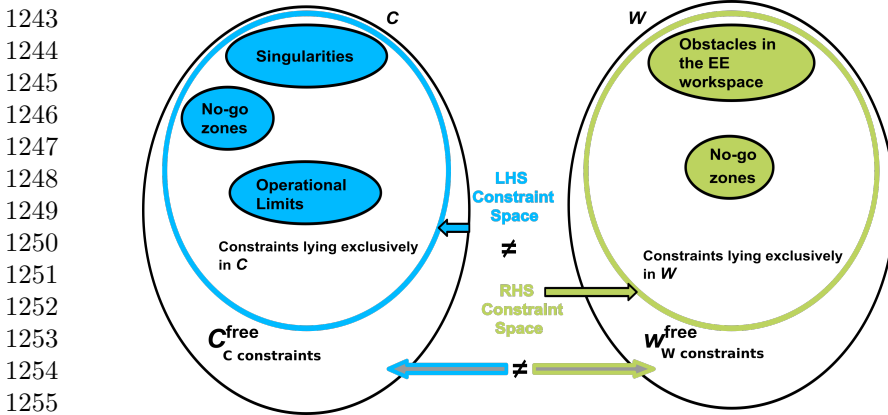 1243
1244
1245
1246
1247
1248
1249
1250
1251
1252
1253
1254
1255
C
Singularities
No-go
zones
Operational
Limits
Constraints lying exclusively
in C
C free
C constraints
LHS
Constraint
Space
≠
RHS
Constraint
Space
≠
W
Obstacles in
the EE
workspace
No-go
zones
Constraints lying exclusively
in W
W free
W constraints